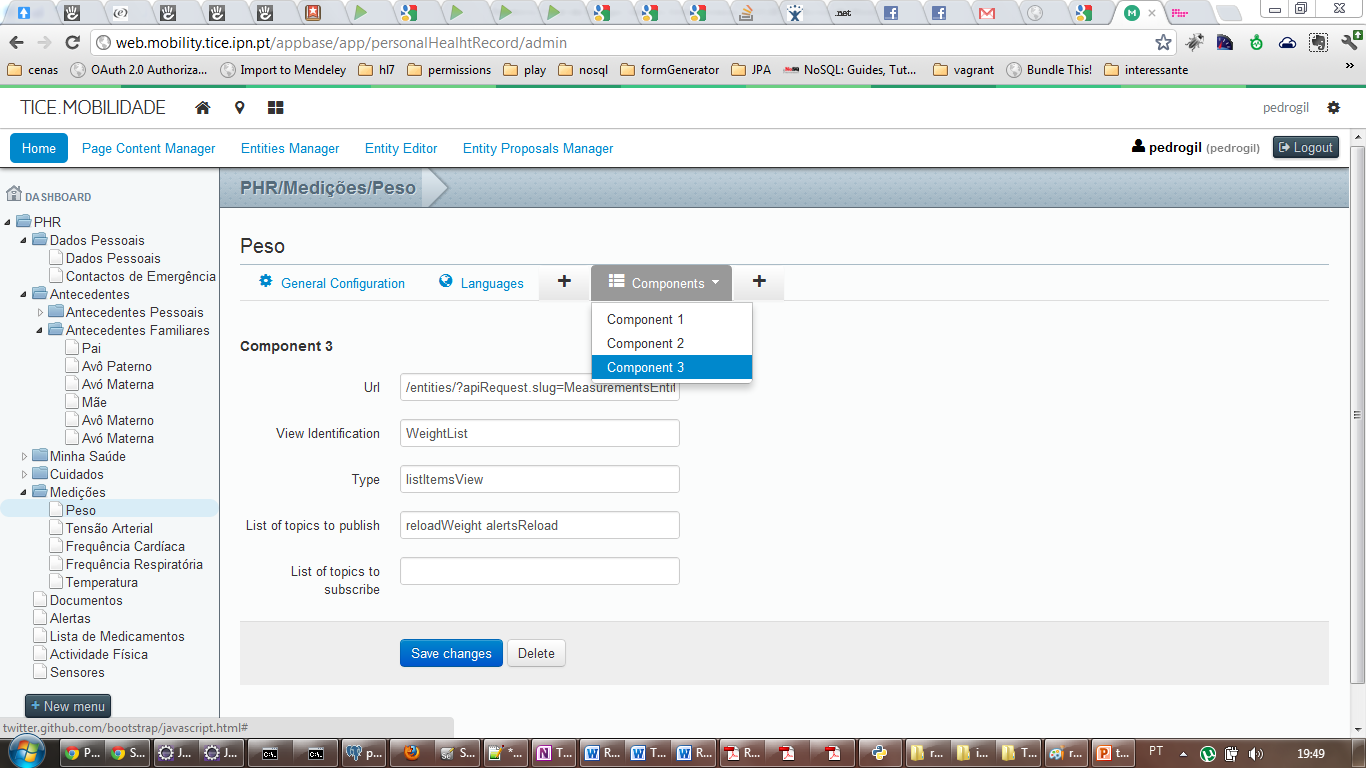 .net
web.mobility.tice.ipn.pt/appbase/app/personalHealhtRecord/admin
cenas OAuth 2.0 Authoriza... Import to Mendeley hl7 permissions play nosql formGenerator JPA NoSQL: Guides, Tut... vagrant Bundle This! interessante »
TICE.MOBILIDADE pedrogil
Home Page Content Manager Entities Manager Entity Editor Entity Proposals Manager pedrogil (pedrogil) Logout
DASHBOARD
PHR
Dados Pessoais
Dados Pessoais
Contactos de Emergência
Antecedentes
Antecedentes Pessoais
Antecedentes Familiares
Pai
Avô Paterno
Avó Materna
Mãe
Avô Materno
Avó Materna
Minha Saúde
Cuidados
Medições
Peso
Tensão Arterial
Frequência Cardíaca
Frequência Respiratória
Temperatura
Documentos
Alertas
Lista de Medicamentos
Actividade Física
Sensores
+ New menu
PHR/Medições/Peso
Peso
General Configuration Languages + Components +
Component 1
Component 2
Component 3
Component 3
Url /entities/?apiRequest.slug=MeasurementsEntit
View Identification WeightList
Type listItemsView
List of topics to publish reloadWeight alertsReload
List of topics to
subscribe
Save changes Delete
twitter.github.com/bootstrap/javascript.html#
P... S... J... J... C:\. C:\. p... S... *... T... R... T... R... R... r... i... T... r... t... PT 19:49